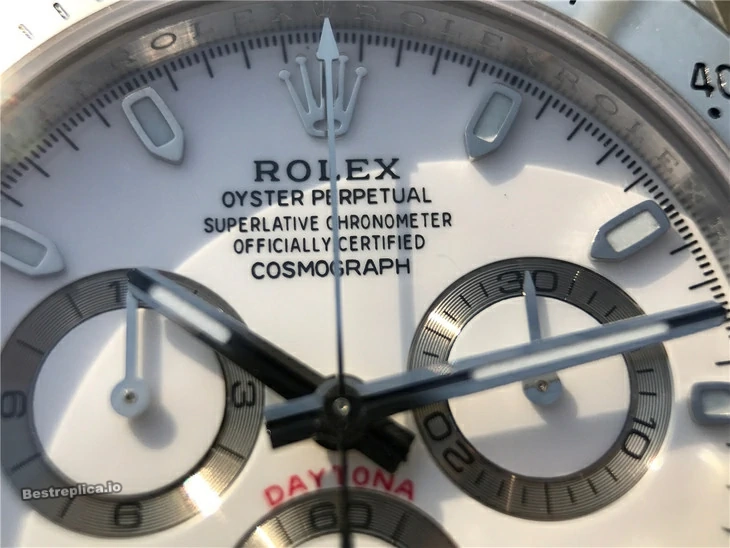 ROLEXROLEXROLEXROLEX
40
ROLEX
OYSTER PERPETUAL
SUPERLATIVE CHRONOMETER
OFFICIALLY CERTIFIED
COSMOGRAPH
30
3
9
10
20
6
DAYTONA
60
Bestreplica.io